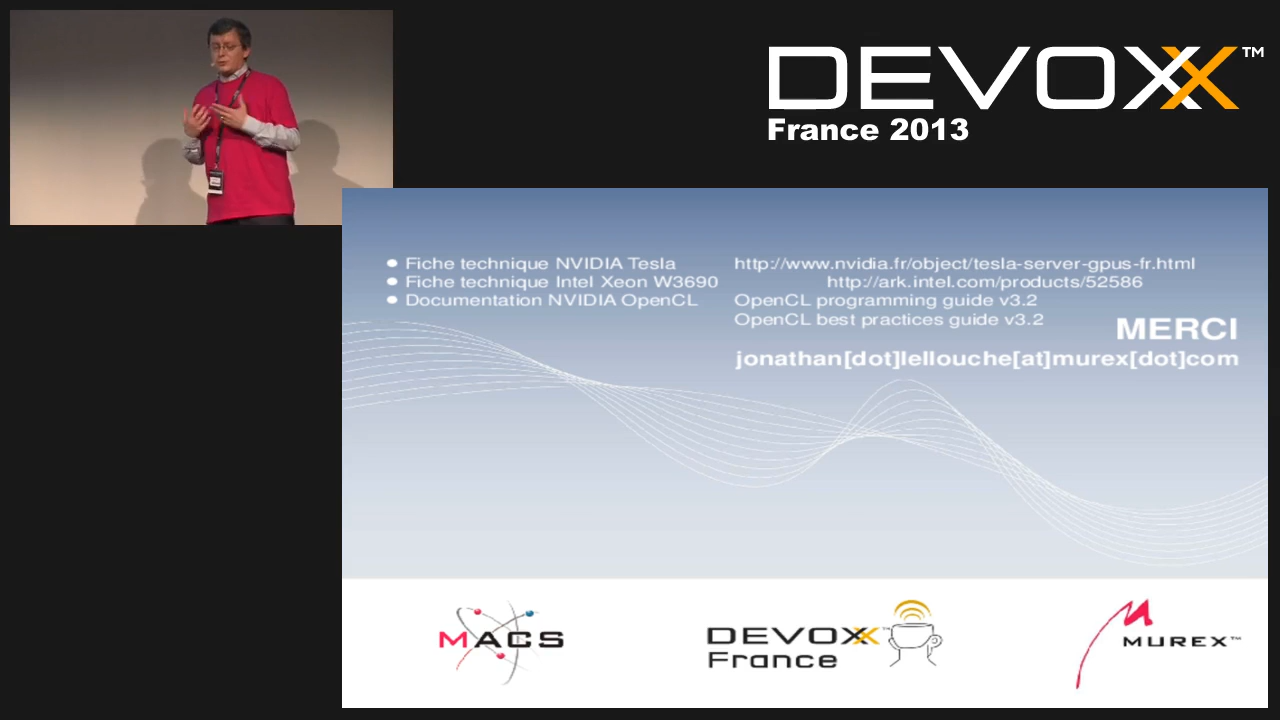 DEVOXX™
France 2013
● Fiche technique NVIDIA Tesla http://www.nvidia.fr/object/tesla-server-gpus-fr.html
● Fiche technique Intel Xeon W3690 http://ark.intel.com/products/52586
● Documentation NVIDIA OpenCL OpenCL programming guide v3.2
OpenCL best practices guide v3.2
MERCI
jonathan[dot]lellouche[at]murex[dot]com
MACS
DEVOXX™
France
MUREX™